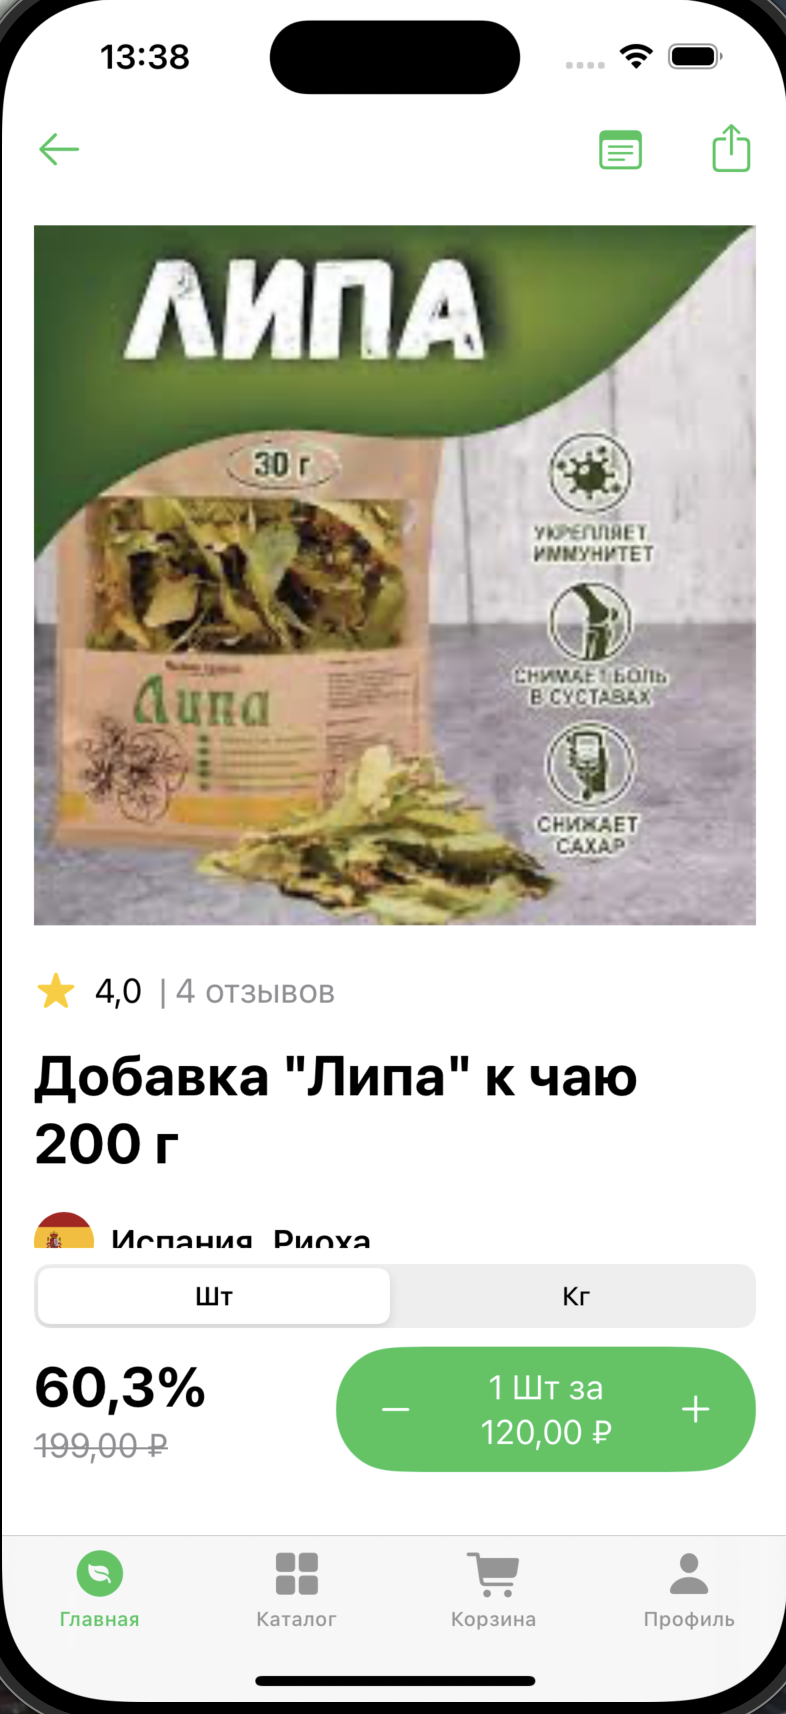 13:38
ЛИПА
30 г
УКРЕПЛЯЕТ
ИММУНИТЕТ
СНИМАЕТ БОЛЬ
В СУСТАВАХ
Липа
СНИЖАЕТ
САХАР
4,0 | 4 отзывов
Добавка "Липа" к чаю
200 г
Испания, Риоха
Шт
Кг
60,3%
199,00 ₽
− 1 Шт за +
120,00 ₽
Главная
Каталог
Корзина
Профиль